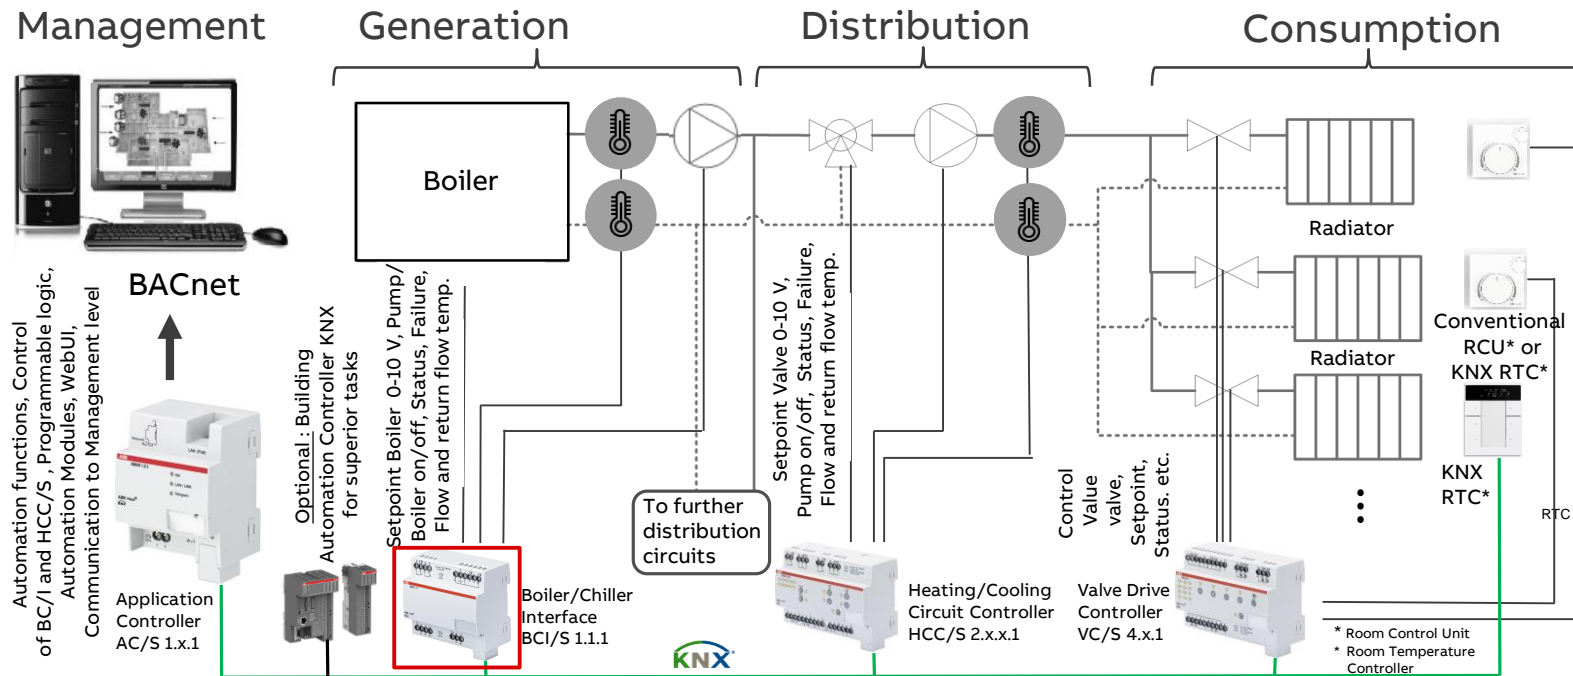 Management
Generation
Distribution
Consumption
BACnet
Automation functions, Control
of BC/I and HCC/S , Programmable logic,
Automation Modules, WebUI,
Communication to Management level
Application
Controller
AC/S 1.x.1
Optional : Building
Automation Controller KNX
for superior tasks
Boiler
Setpoint Boiler 0-10 V, Pump/
Boiler on/off, Status, Failure,
Flow and return flow temp.
Boiler/Chiller
Interface
BCI/S 1.1.1
To further
distribution
circuits
Setpoint Valve 0-10 V,
Pump on/off, Status, Failure,
Flow and return flow temp.
Heating/Cooling
Circuit Controller
HCC/S 2.x.x.1
Control
Value
valve,
Setpoint,
Status. etc.
Valve Drive
Controller
VC/S 4.x.1
Radiator
Radiator
Conventional
RCU* or
KNX RTC*
KNX
RTC*
RTC
* Room Control Unit
* Room Temperature
Controller
KNX